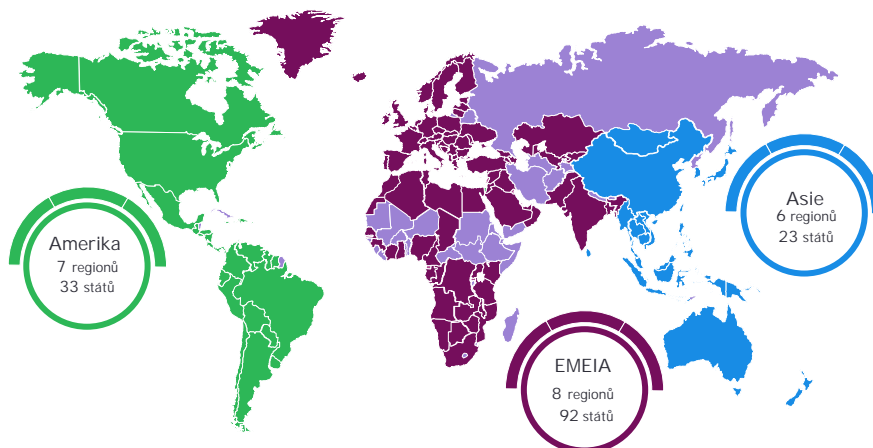 Amerika
7 regionů
33 států
Asie
6 regionů
23 států
EMEIA
8 regionů
92 států